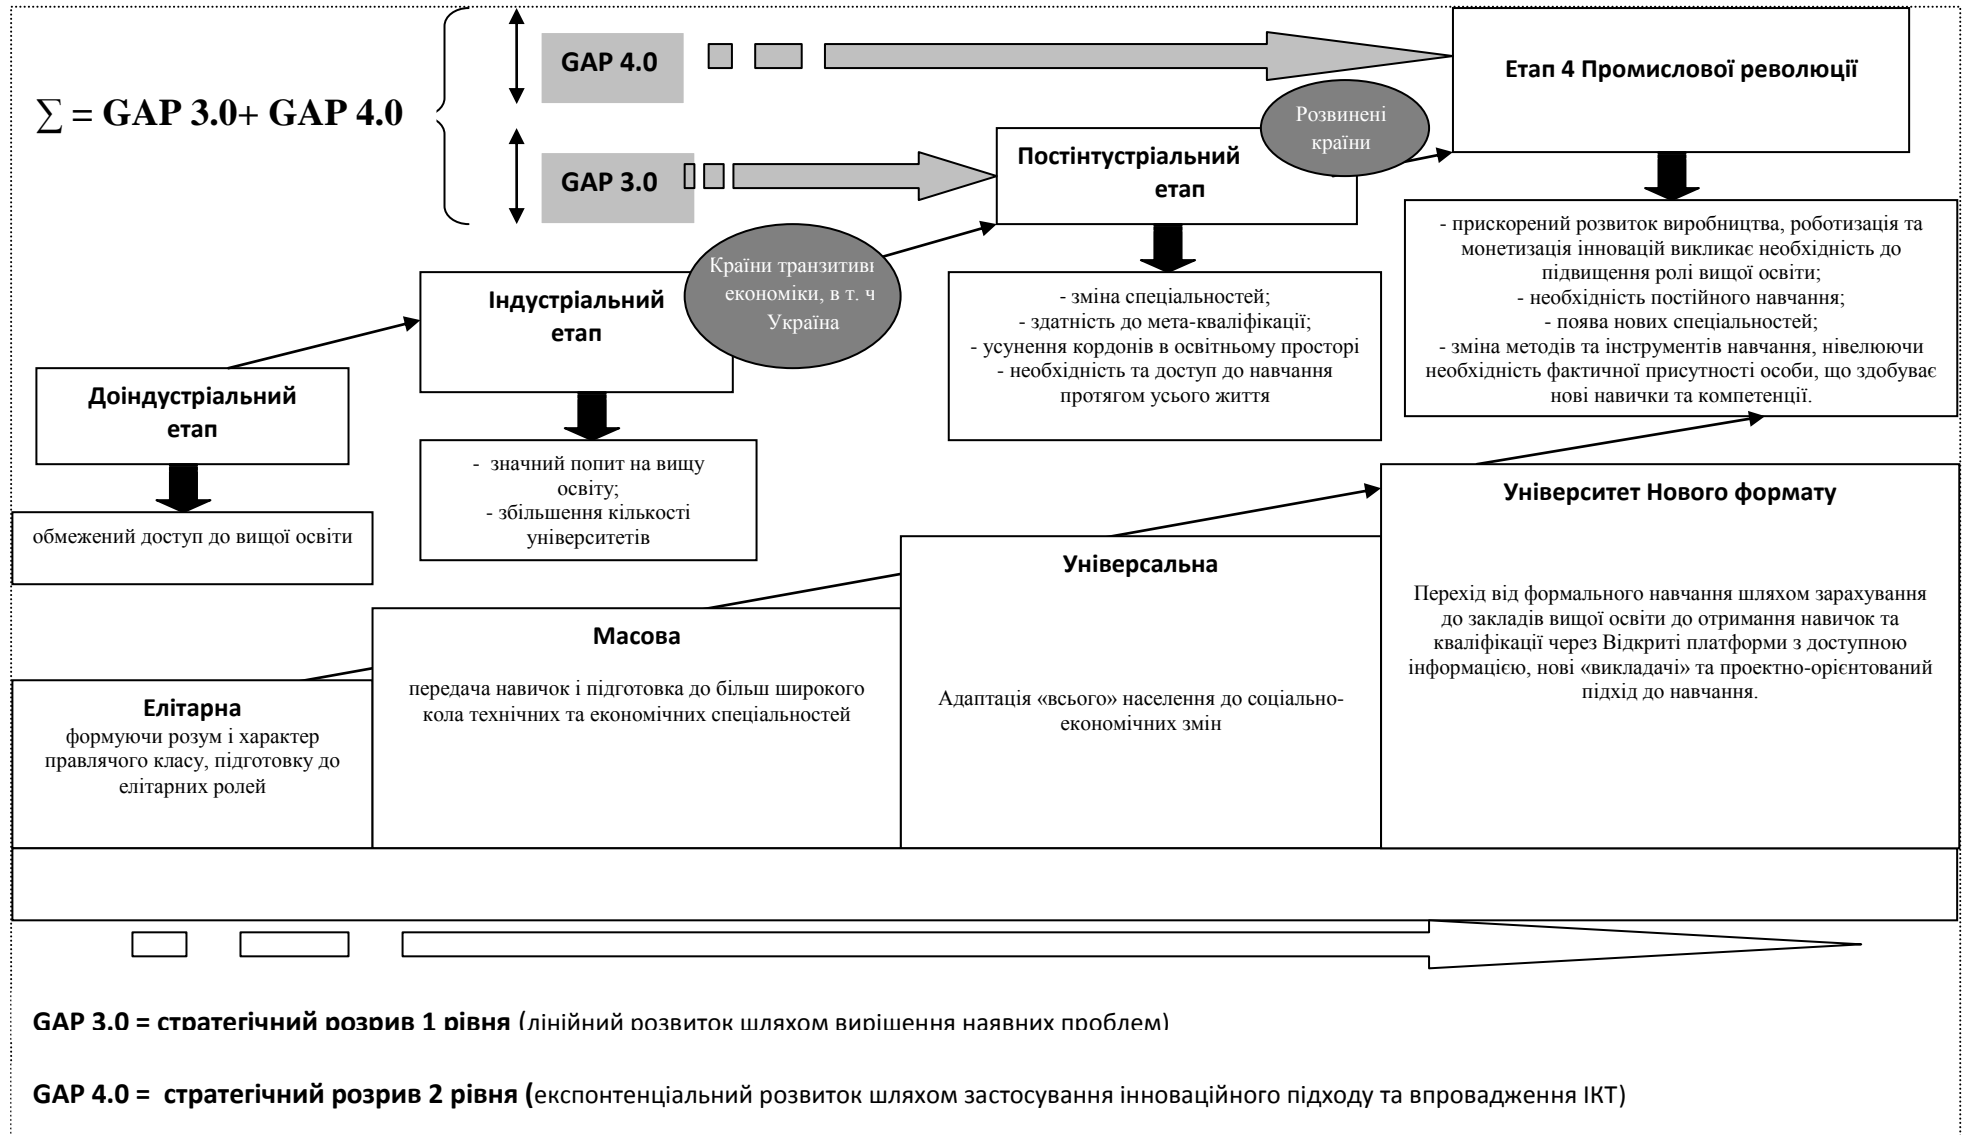 GAP 4.0
Етап 4 Промислової революції
∑ = GAP 3.0+ GAP 4.0
Розвинені
країни
GAP 3.0
Постінтустріальний
етап
- прискорений розвиток виробництва, роботизація та
монетизація інновацій викликає необхідність до
підвищення ролі вищої освіти;
- необхідність постійного навчання;
- поява нових спеціальностей;
- зміна методів та інструментів навчання, нівелюючи
необхідність фактичної присутності особи, що здобуває
нові навички та компетенції.
Країни транзитивн
економіки, в т. ч
Україна
Індустріальний
етап
- зміна спеціальностей;
- здатність до мета-кваліфікації;
- усунення кордонів в освітньому просторі
- необхідність та доступ до навчання
протягом усього життя
Доіндустріальний
етап
- значний попит на вищу
освіту;
- збільшення кількості
університетів
обмежений доступ до вищої освіти
Університет Нового формату
Перехід від формального навчання шляхом зарахування
до закладів вищої освіти до отримання навичок та
кваліфікації через Відкриті платформи з доступною
інформацією, нові «викладачі» та проектно-орієнтований
підхід до навчання.
Універсальна
Адаптація «всього» населення до соціально-
економічних змін
Масова
передача навичок і підготовка до більш широкого
кола технічних та економічних спеціальностей
Елітарна
формуючи розум і характер
правлячого класу, підготовку до
елітарних ролей
GAP 3.0 = стратегічний розрив 1 рівня (лінійний розвиток шляхом вирішення наявних проблем)
GAP 4.0 = стратегічний розрив 2 рівня (експонтенціальний розвиток шляхом застосування інноваційного підходу та впровадження ІКТ)